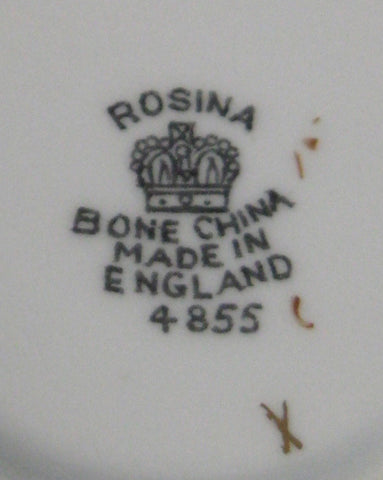 ROSINA
BONE CHINA
MADE IN
ENGLAND
4855